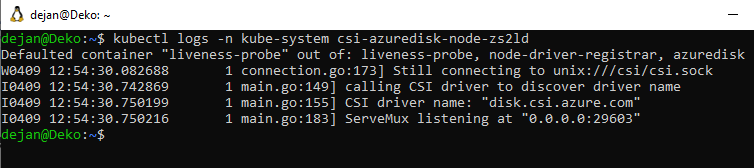 dejan@Deko: ~
dejan@Deko:~$ kubectl logs -n kube-system csi-azuredisk-node-zs2ld
Defaulted container "liveness-probe" out of: liveness-probe, node-driver-registrar, azuredisk
W0409 12:54:30.082688       1 connection.go:173] Still connecting to unix:///csi/csi.sock
I0409 12:54:30.742869       1 main.go:149] calling CSI driver to discover driver name
I0409 12:54:30.750199       1 main.go:155] CSI driver name: "disk.csi.azure.com"
I0409 12:54:30.750216       1 main.go:183] ServeMux listening at "0.0.0.0:29603"
dejan@Deko:~$